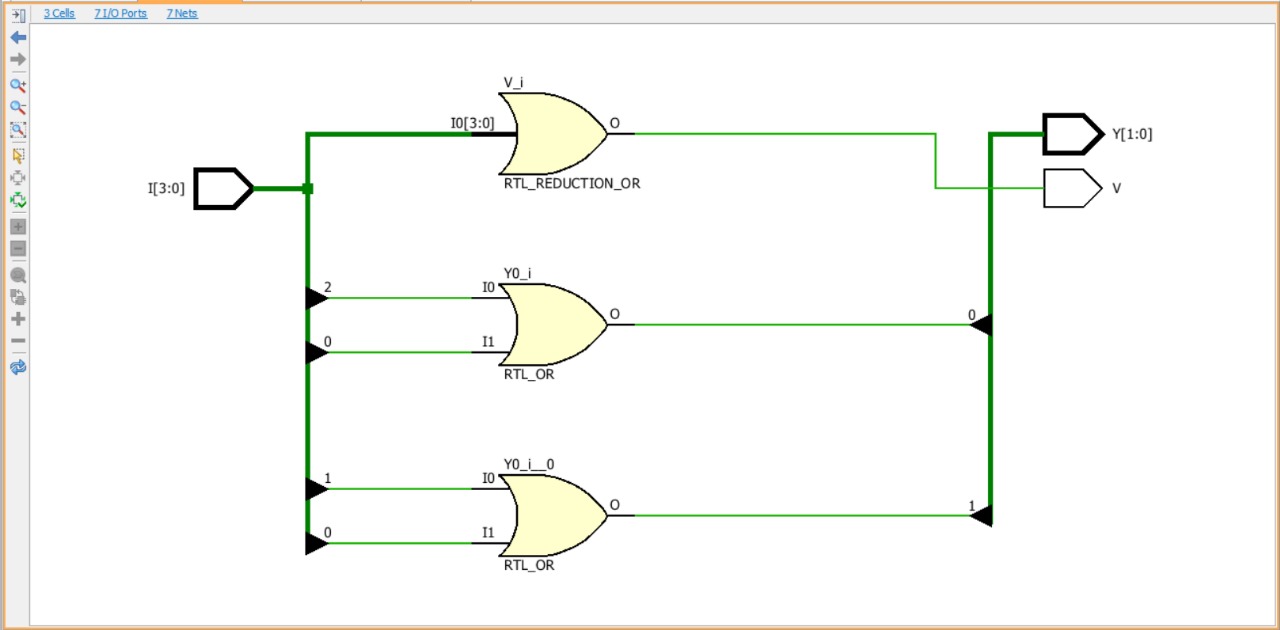 3 Cells 7 I/O Ports 7 Nets
V_i
I0[3:0] O
RTL_REDUCTION_OR
I[3:0]
Y[1:0]
V
Y0_i
2 I0
O
0
0 I1
RTL_OR
Y0_i__0
1 I0
O
1
0 I1
RTL_OR